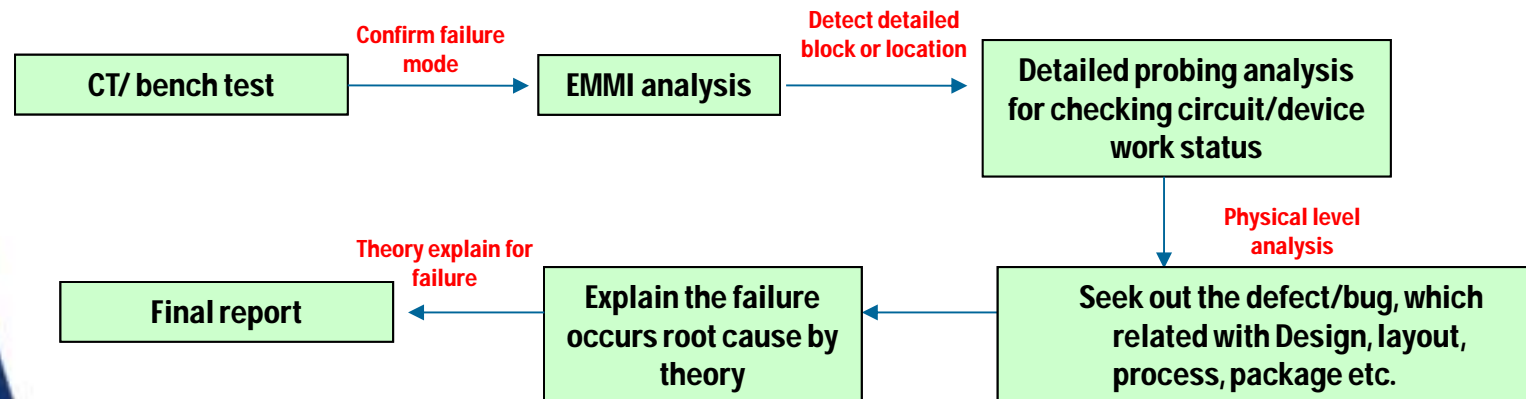 CT/ bench test
Confirm failure
mode
EMMI analysis
Detect detailed
block or location
Detailed probing analysis
for checking circuit/device
work status
Physical level
analysis
Seek out the defect/bug, which
related with Design, layout,
process, package etc.
Explain the failure
occurs root cause by
theory
Theory explain for
failure
Final report